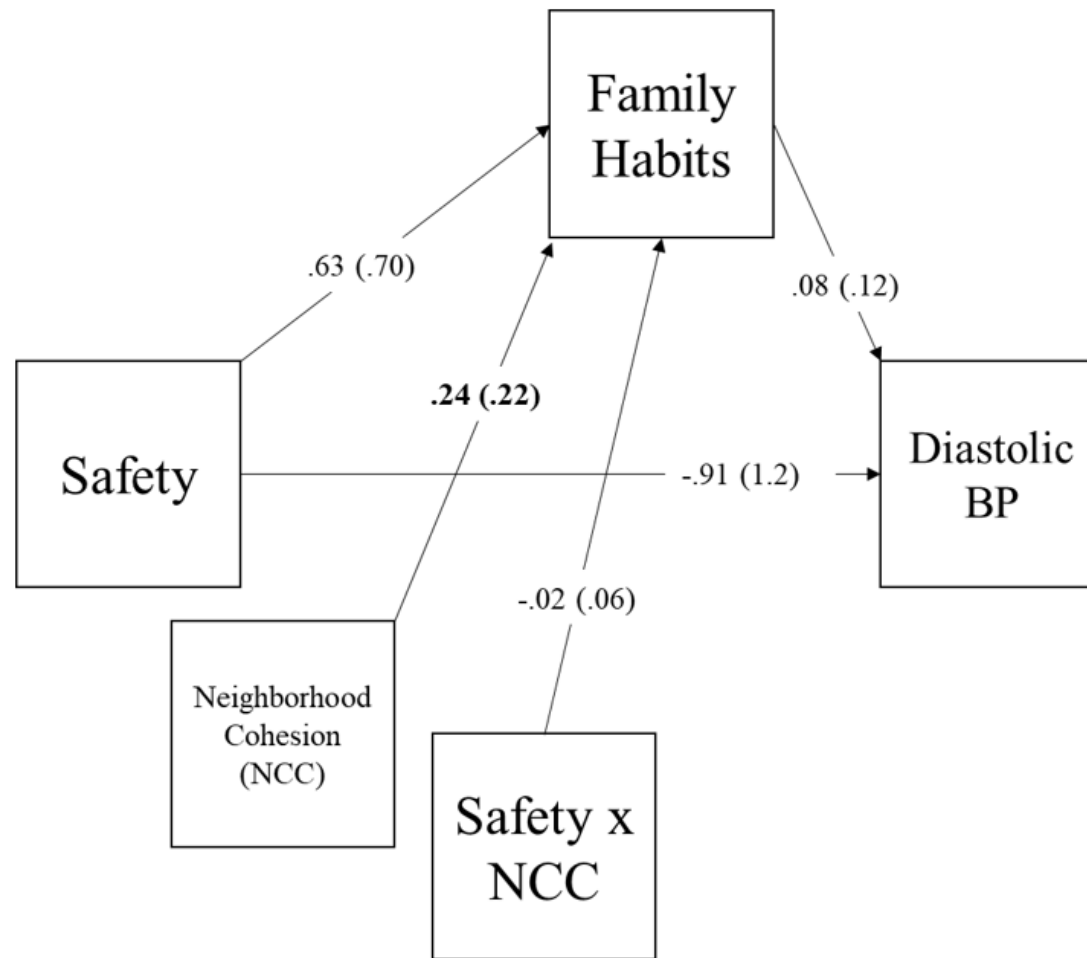 Family
Habits
.63 (.70)
.08 (.12)
.24 (.22)
Safety
-.91 (1.2)
Diastolic
BP
-.02 (.06)
Neighborhood
Cohesion
(NCC)
Safety x
NCC